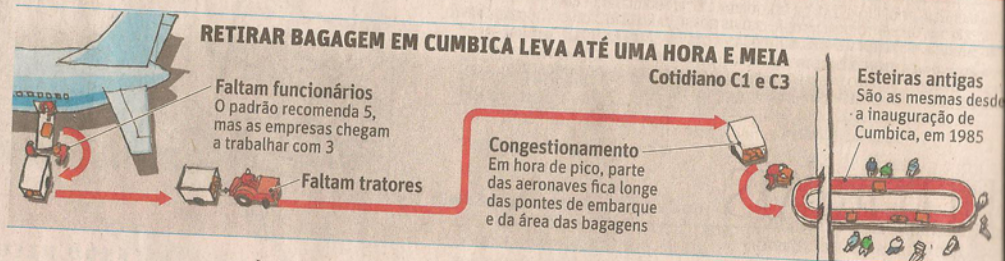 RETIRAR BAGAGEM EM CUMBICA LEVA ATÉ UMA HORA E MEIA
Cotidiano C1 e C3
Faltam funcionários
O padrão recomenda 5,
mas as empresas chegam
a trabalhar com 3
Faltam tratores
Congestionamento
Em hora de pico, parte
das aeronaves fica longe
das pontes de embarque
e da área das bagagens
Esteiras antigas
São as mesmas desde
a inauguração de
Cumbica, em 1985